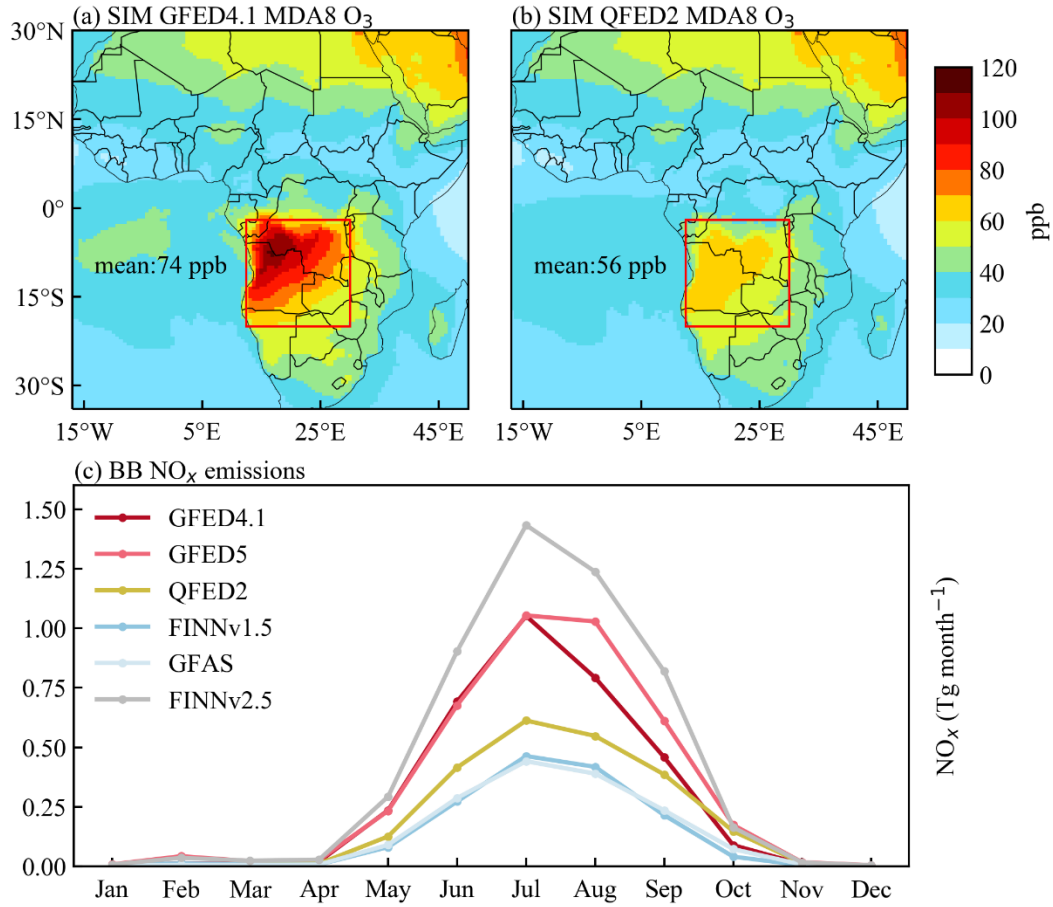 (a) SIM GFED4.1 MDA8 O₃
(b) SIM QFED2 MDA8 O₃
30°N
15°N
0°
15°S
30°S
mean:74 ppb
mean:56 ppb
15°W 5°E 25°E 45°E
15°W 5°E 25°E 45°E
120
100
80
60
40
20
0
ppb
(c) BB NOₓ emissions
1.50
1.25
1.00
0.75
0.50
0.25
0.00
GFED4.1
GFED5
QFED2
FINNv1.5
GFAS
FINNv2.5
NOₓ (Tg month⁻¹)
Jan Feb Mar Apr May Jun Jul Aug Sep Oct Nov Dec